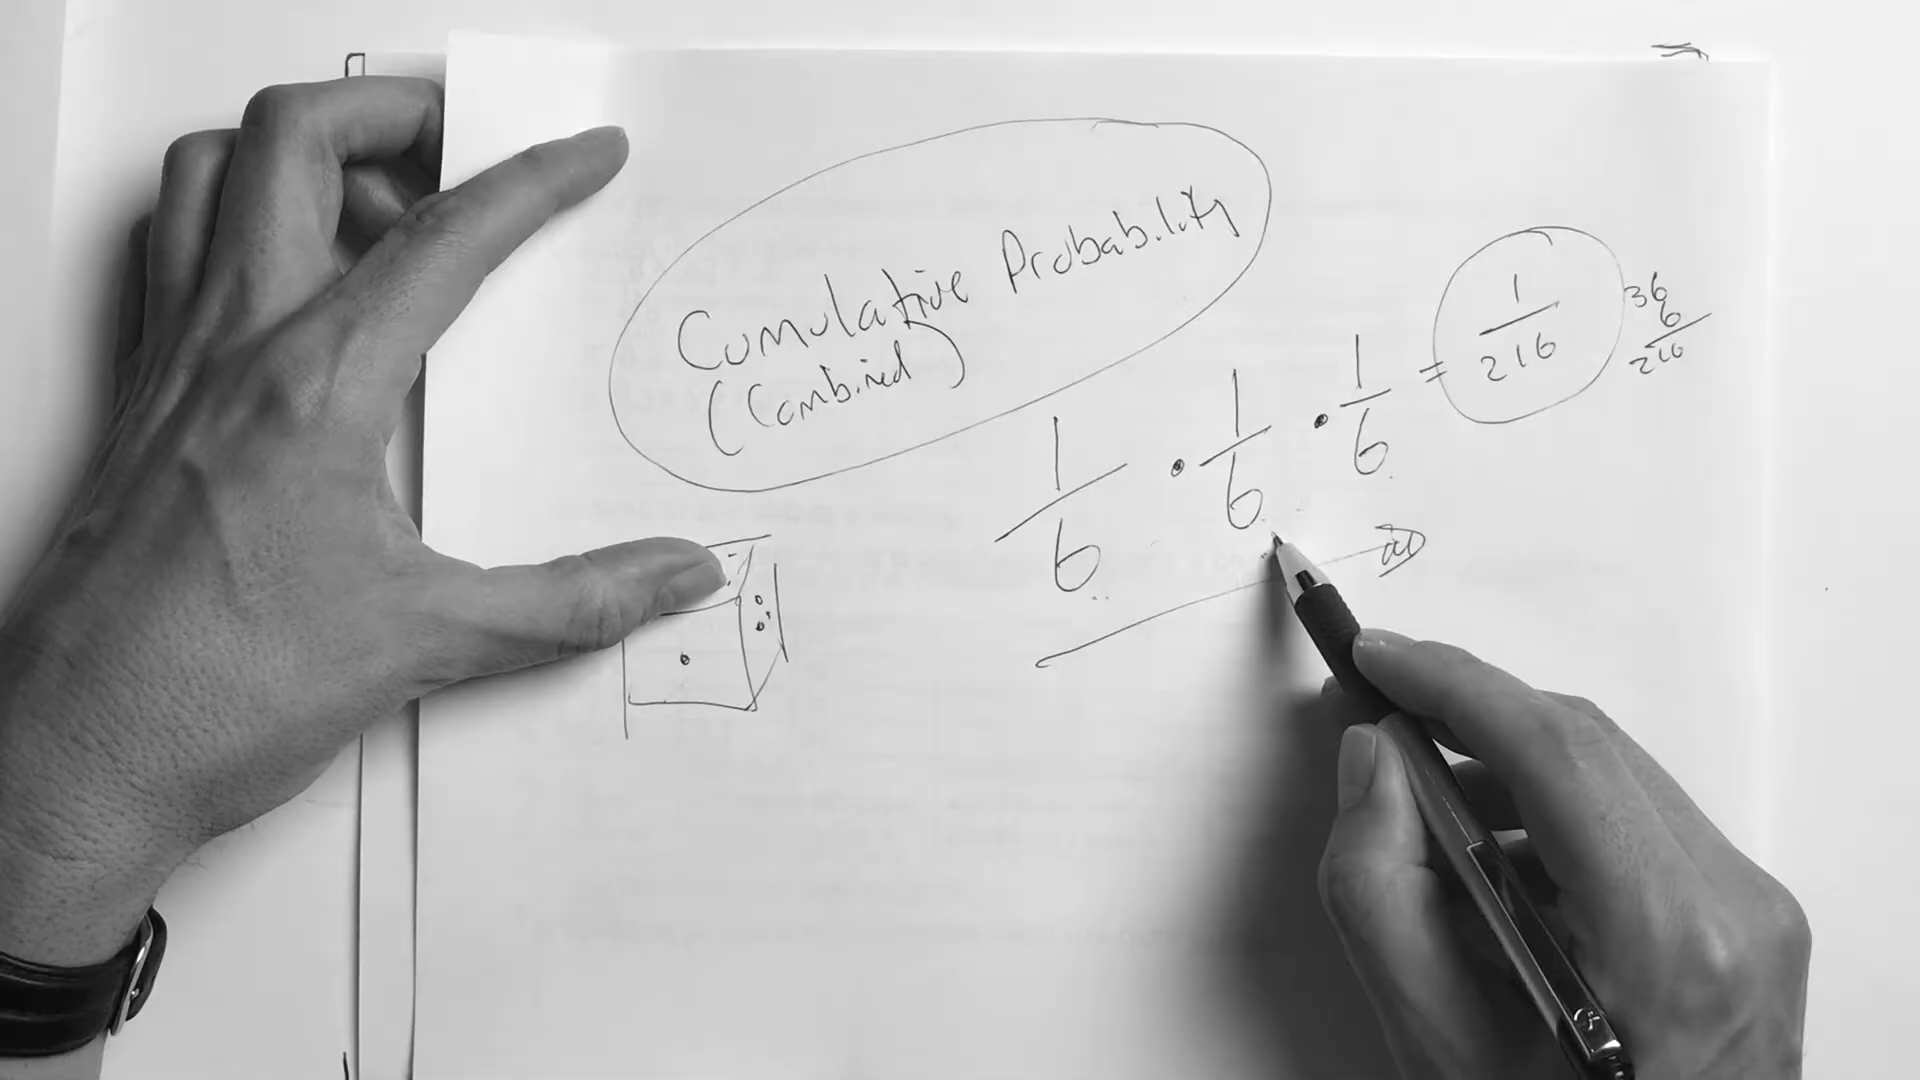 Cumulative Probability
(Combined)
1/6 · 1/6 · 1/6 = 1/216
36
6
216